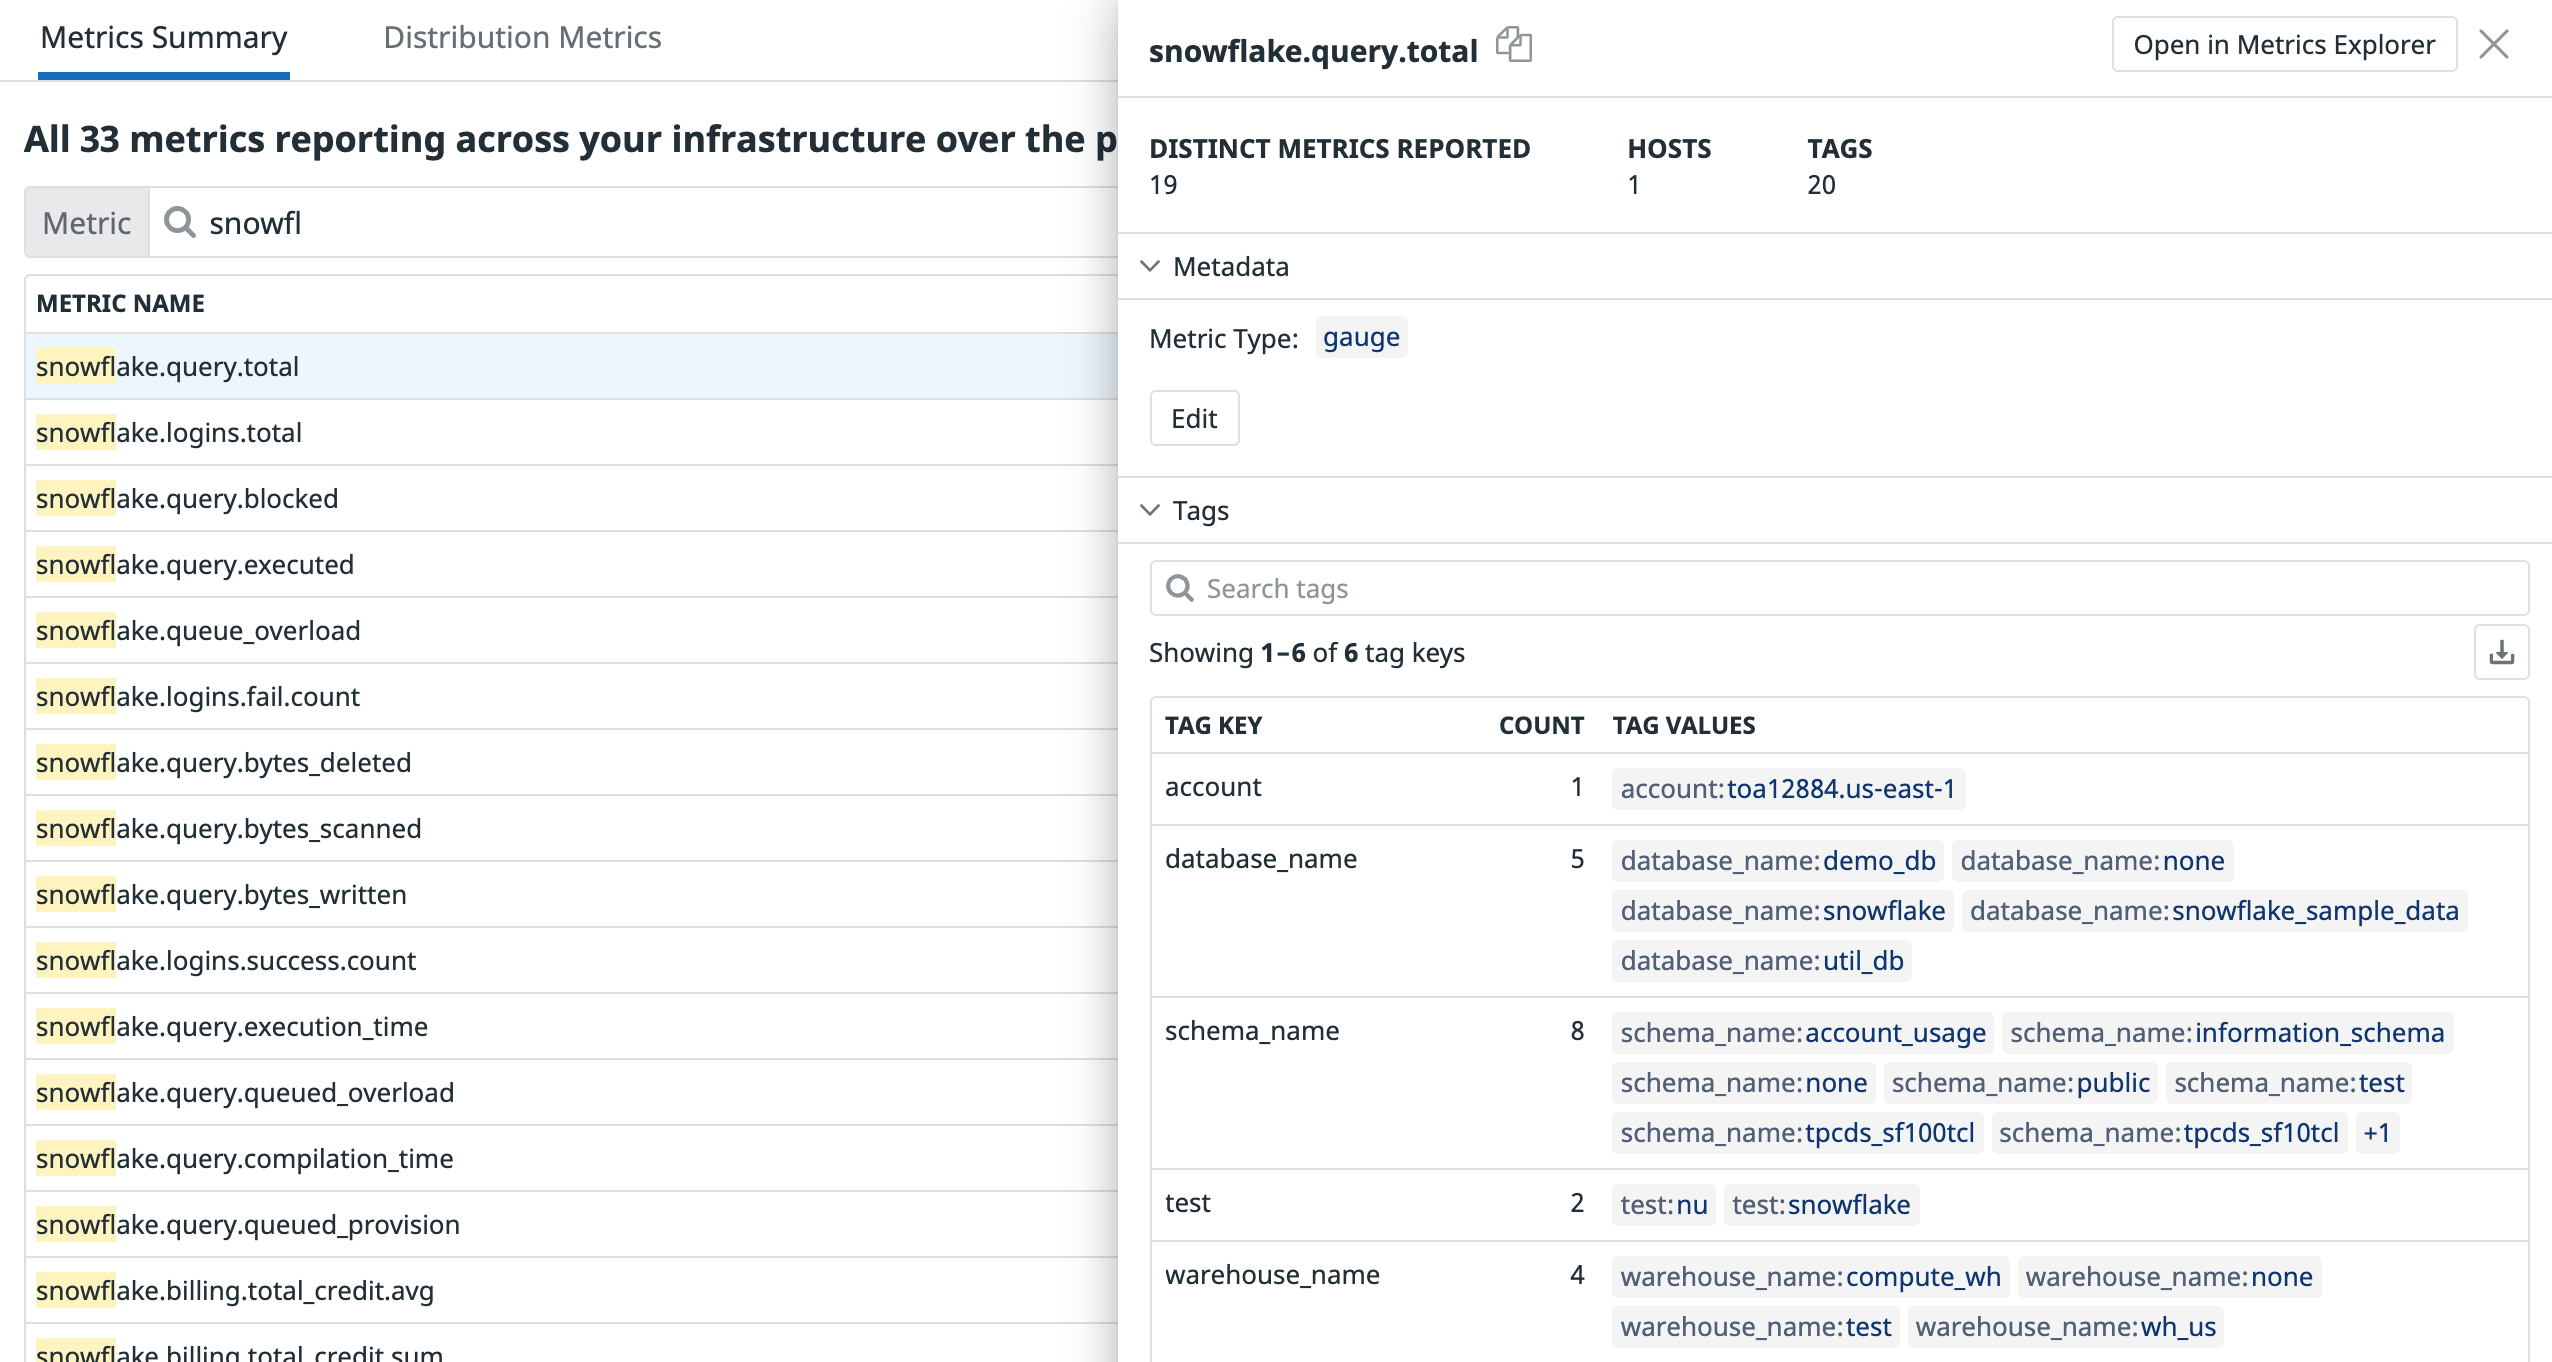 Metrics Summary
Distribution Metrics
All 33 metrics reporting across your infrastructure over the p
Metric
snowfl
METRIC NAME
snowflake.query.total
snowflake.logins.total
snowflake.query.blocked
snowflake.query.executed
snowflake.queue_overload
snowflake.logins.fail.count
snowflake.query.bytes_deleted
snowflake.query.bytes_scanned
snowflake.query.bytes_written
snowflake.logins.success.count
snowflake.query.execution_time
snowflake.query.queued_overload
snowflake.query.compilation_time
snowflake.query.queued_provision
snowflake.billing.total_credit.avg
snowflake.billing.total_credit.sum
snowflake.query.total
Open in Metrics Explorer
DISTINCT METRICS REPORTED HOSTS TAGS
19 1 20
Metadata
Metric Type: gauge
Edit
Tags
Search tags
Showing 1–6 of 6 tag keys
TAG KEY COUNT TAG VALUES
account 1 account:toa12884.us-east-1
database_name 5 database_name:demo_db database_name:none
database_name:snowflake database_name:snowflake_sample_data
database_name:util_db
schema_name 8 schema_name:account_usage schema_name:information_schema
schema_name:none schema_name:public schema_name:test
schema_name:tpcds_sf100tcl schema_name:tpcds_sf10tcl +1
test 2 test:nu test:snowflake
warehouse_name 4 warehouse_name:compute_wh warehouse_name:none
warehouse_name:test warehouse_name:wh_us